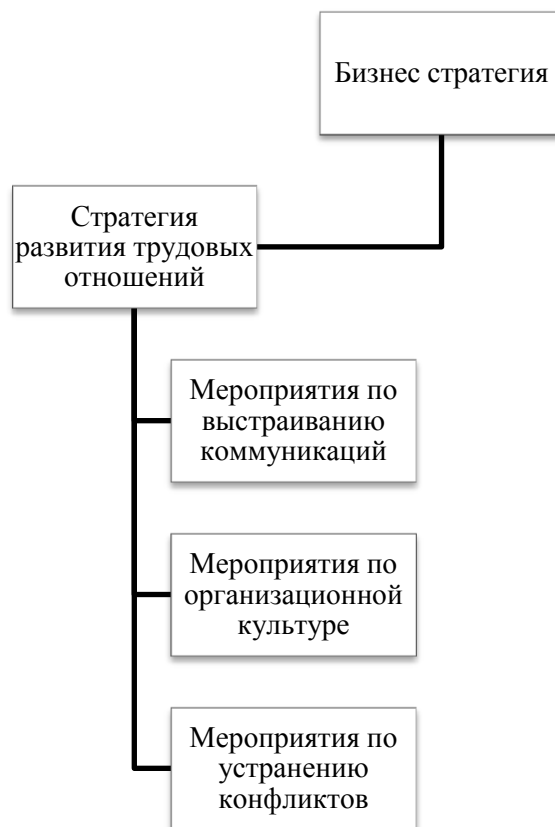 Бизнес стратегия
Стратегия
развития трудовых
отношений
Мероприятия по
выстраиванию
коммуникаций
Мероприятия по
организационной
культуре
Мероприятия по
устранению
конфликтов